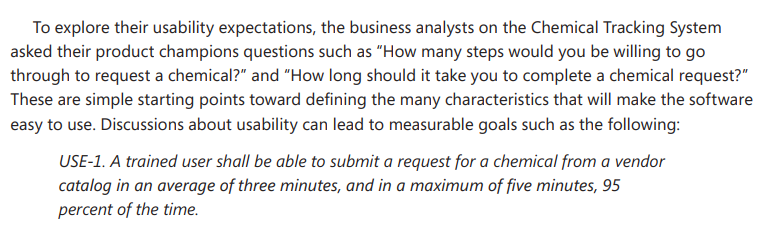 To explore their usability expectations, the business analysts on the Chemical Tracking System
asked their product champions questions such as “How many steps would you be willing to go
through to request a chemical?” and “How long should it take you to complete a chemical request?”
These are simple starting points toward defining the many characteristics that will make the software
easy to use. Discussions about usability can lead to measurable goals such as the following:
USE-1. A trained user shall be able to submit a request for a chemical from a vendor
catalog in an average of three minutes, and in a maximum of five minutes, 95
percent of the time.